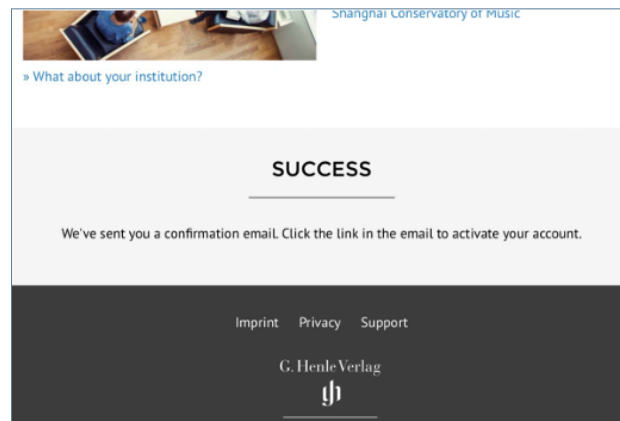 Shanghai Conservatory of Music
» What about your institution?
SUCCESS
We've sent you a confirmation email. Click the link in the email to activate your account.
Imprint Privacy Support
G. Henle Verlag